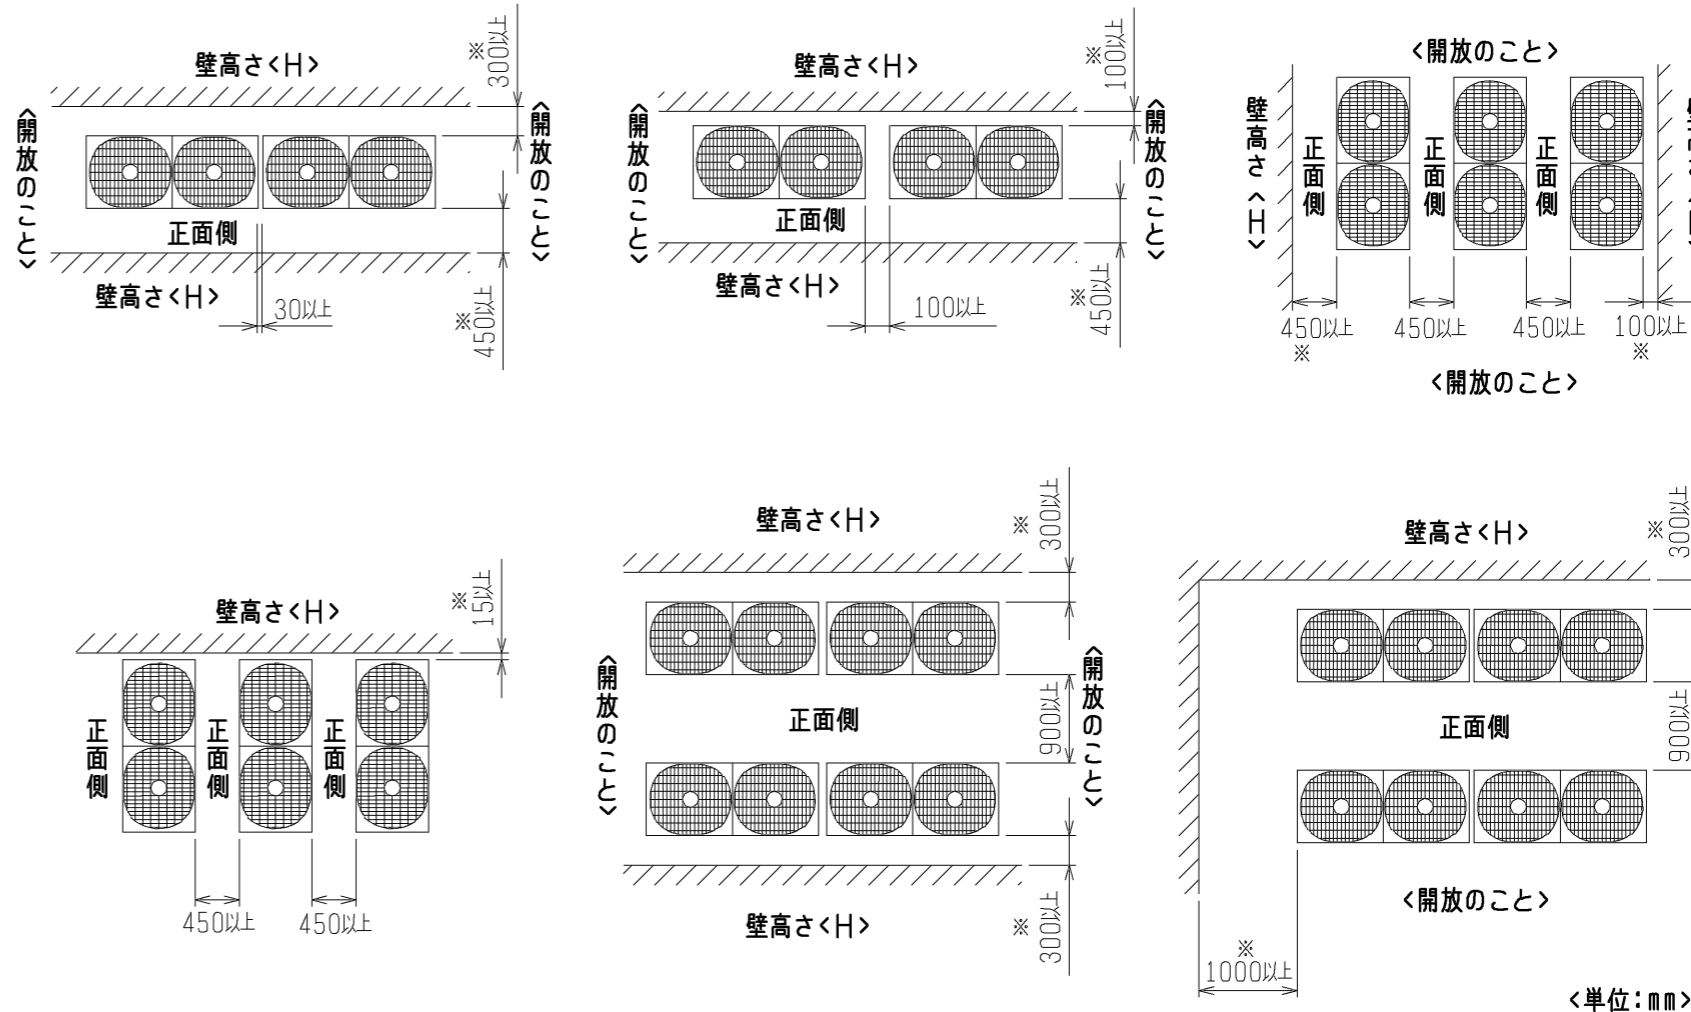 壁高さ<H>
※
300以上
<開放のこと>
<開放のこと>
正面側
壁高さ<H>
30以上
※
450以上
壁高さ<H>
※
100以上
<開放のこと>
<開放のこと>
正面側
壁高さ<H>
100以上
※
450以上
<開放のこと>
壁高さ<H>
正面側
正面側
正面側
450以上
※
450以上
450以上
100以上
※
<開放のこと>
壁高さ<H>
※
15以上
正面側
正面側
正面側
450以上
450以上
壁高さ<H>
※
300以上
<開放のこと>
正面側
900以上
<開放のこと>
壁高さ<H>
※
300以上
壁高さ<H>
※
300以上
正面側
900以上
<開放のこと>
※
1000以上
<単位:mm>